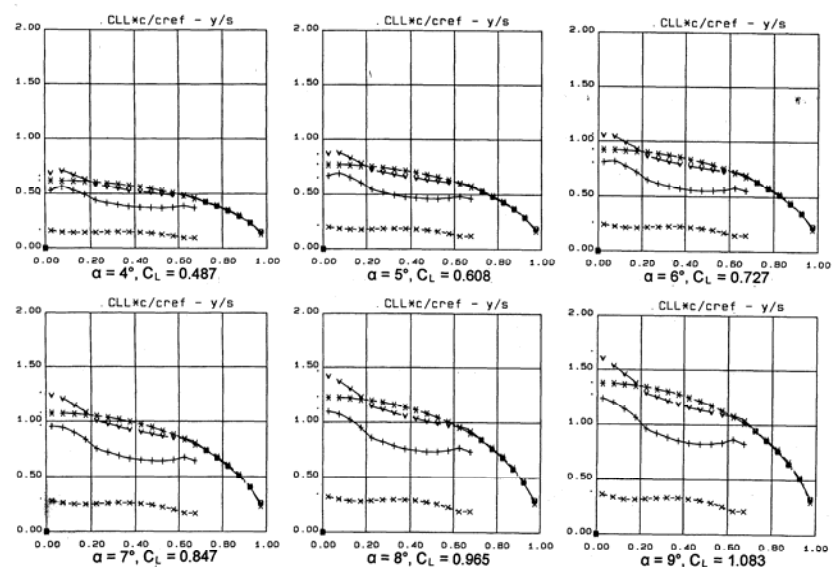 CLL*c/cref - y/s
CLL*c/cref - y/s
CLL*c/cref - y/s
2.00
2.00
2.00
1.50
1.50
1.50
1.00
1.00
1.00
0.50
0.50
0.50
0.00
0.00
0.00
0.00 0.20 0.40 0.60 0.80 1.00
0.00 0.20 0.40 0.60 0.80 1.00
0.00 0.20 0.40 0.60 0.80 1.00
α = 4°, CL = 0.487
α = 5°, CL = 0.608
α = 6°, CL = 0.727
CLL*c/cref - y/s
CLL*c/cref - y/s
CLL*c/cref - y/s
2.00
2.00
2.00
1.50
1.50
1.50
1.00
1.00
1.00
0.50
0.50
0.50
0.00
0.00
0.00
0.00 0.20 0.40 0.60 0.80 1.00
0.00 0.20 0.40 0.60 0.80 1.00
0.00 0.20 0.40 0.60 0.80 1.00
α = 7°, CL = 0.847
α = 8°, CL = 0.965
α = 9°, CL = 1.083